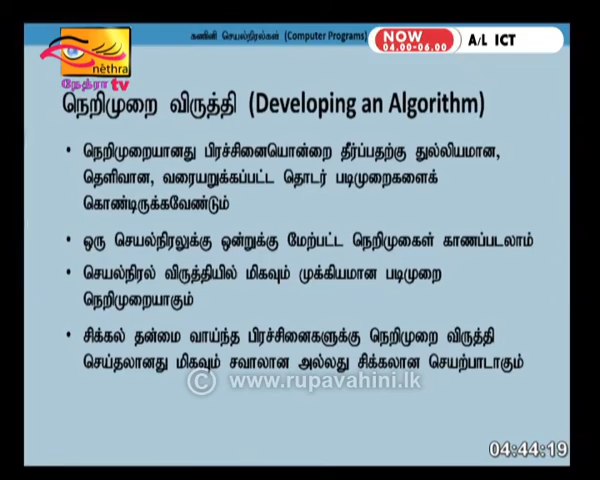 கணினி செயல்நிரல்கள் (Computer Programs)
NOW
04.00-06.00
A/L ICT
nethra
நேத்ரா tv
நெறிமுறை விருத்தி (Developing an Algorithm)
• நெறிமுறையானது பிரச்சினையொன்றை தீர்ப்பதற்கு துல்லியமான,
தெளிவான, வரையறுக்கப்பட்ட தொடர் படிமுறைகளைக்
கொண்டிருக்கவேண்டும்
• ஒரு செயல்நிரலுக்கு ஒன்றுக்கு மேற்பட்ட நெறிமுகைள் காணப்படலாம்
• செயல்நிரல் விருத்தியில் மிகவும் முக்கியமான படிமுறை
நெறிமுறையாகும்
• சிக்கல் தன்மை வாய்ந்த பிரச்சினைகளுக்கு நெறிமுறை விருத்தி
செய்தலானது மிகவும் சவாலான அல்லது சிக்கலான செயற்பாடாகும்
© www.rupavahini.lk
04:44:19